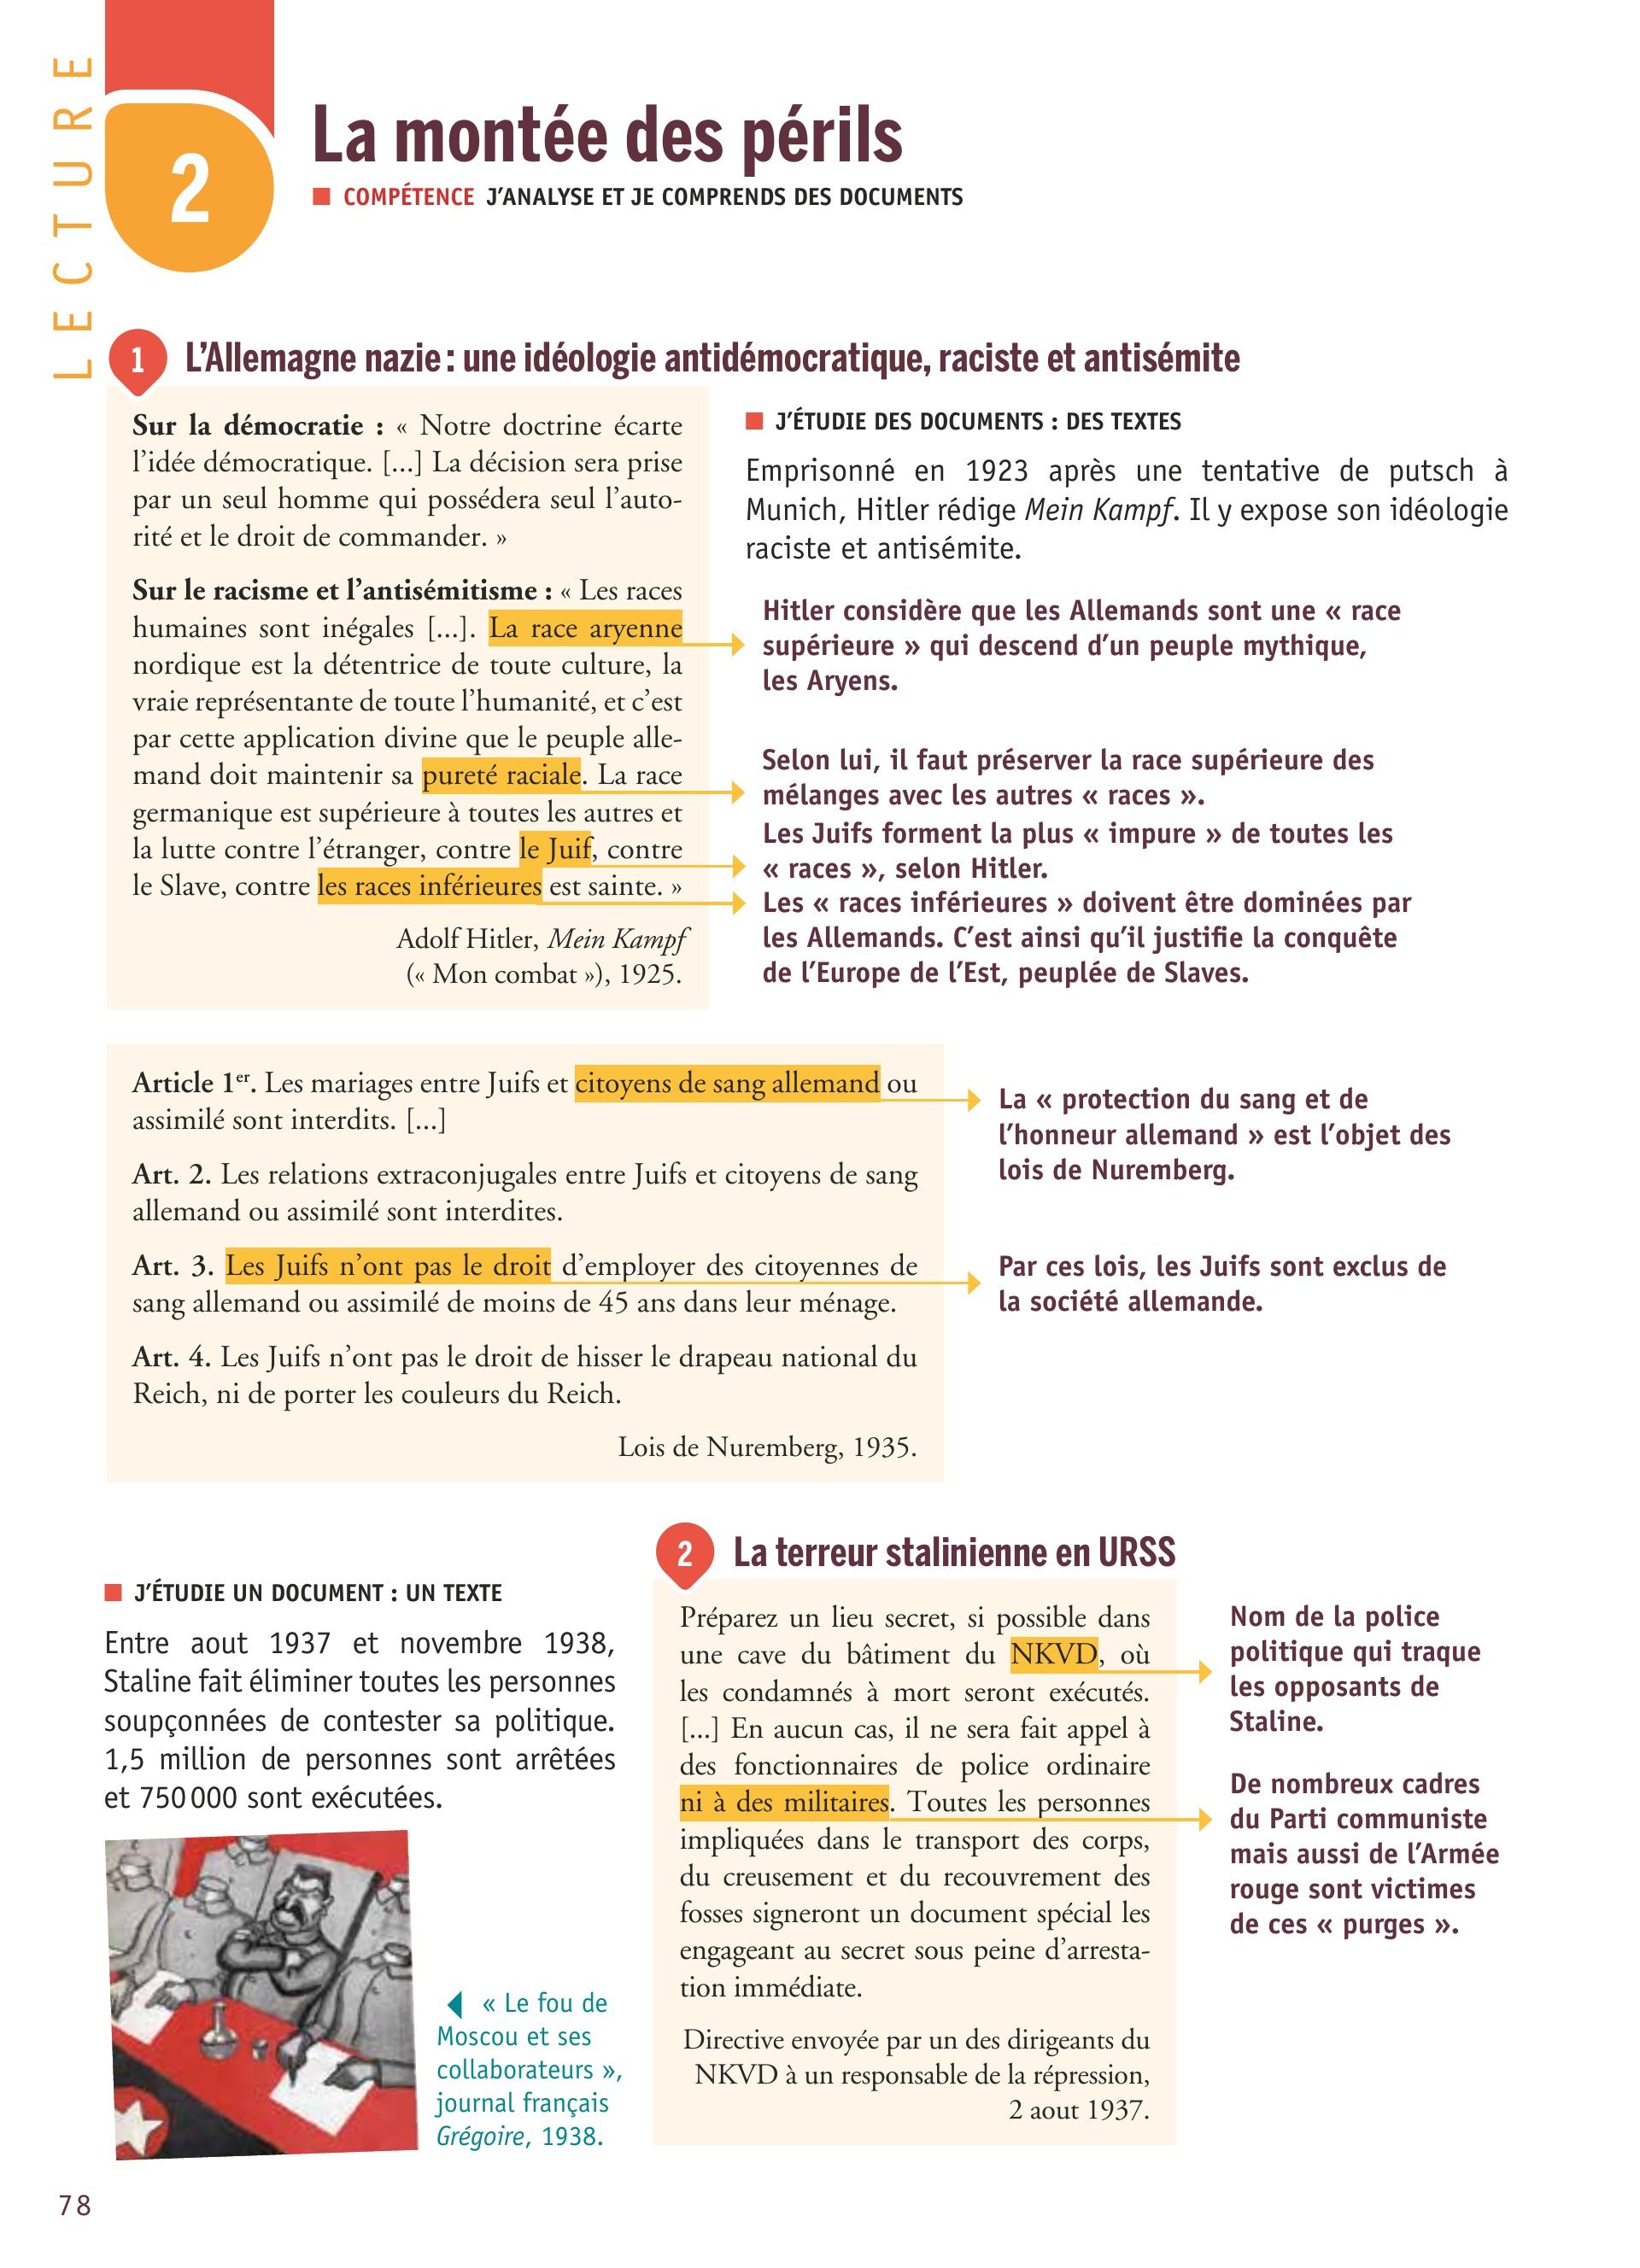 LECTURE
2
La montée des périls
■ COMPÉTENCE J’ANALYSE ET JE COMPRENDS DES DOCUMENTS
1
L’Allemagne nazie : une idéologie antidémocratique, raciste et antisémite
Sur la démocratie : « Notre doctrine écarte
l’idée démocratique. [...] La décision sera prise
par un seul homme qui possédera seul l’auto-
rité et le droit de commander. »
Sur le racisme et l’antisémitisme : « Les races
humaines sont inégales [...]. La race aryenne
nordique est la détentrice de toute culture, la
vraie représentante de toute l’humanité, et c’est
par cette application divine que le peuple alle-
mand doit maintenir sa pureté raciale. La race
germanique est supérieure à toutes les autres et
la lutte contre l’étranger, contre le Juif, contre
le Slave, contre les races inférieures est sainte. »
Adolf Hitler, Mein Kampf
(« Mon combat »), 1925.
■ J’ÉTUDIE DES DOCUMENTS : DES TEXTES
Emprisonné en 1923 après une tentative de putsch à
Munich, Hitler rédige Mein Kampf. Il y expose son idéologie
raciste et antisémite.
Hitler considère que les Allemands sont une « race
supérieure » qui descend d’un peuple mythique,
les Aryens.
Selon lui, il faut préserver la race supérieure des
mélanges avec les autres « races ».
Les Juifs forment la plus « impure » de toutes les
« races », selon Hitler.
Les « races inférieures » doivent être dominées par
les Allemands. C’est ainsi qu’il justifie la conquête
de l’Europe de l’Est, peuplée de Slaves.
Article 1er. Les mariages entre Juifs et citoyens de sang allemand ou
assimilé sont interdits. [...]
Art. 2. Les relations extraconjugales entre Juifs et citoyens de sang
allemand ou assimilé sont interdites.
Art. 3. Les Juifs n’ont pas le droit d’employer des citoyennes de
sang allemand ou assimilé de moins de 45 ans dans leur ménage.
Art. 4. Les Juifs n’ont pas le droit de hisser le drapeau national du
Reich, ni de porter les couleurs du Reich.
Lois de Nuremberg, 1935.
La « protection du sang et de
l’honneur allemand » est l’objet des
lois de Nuremberg.
Par ces lois, les Juifs sont exclus de
la société allemande.
■ J’ÉTUDIE UN DOCUMENT : UN TEXTE
Entre aout 1937 et novembre 1938,
Staline fait éliminer toutes les personnes
soupçonnées de contester sa politique.
1,5 million de personnes sont arrêtées
et 750 000 sont exécutées.
◀ « Le fou de
Moscou et ses
collaborateurs »,
journal français
Grégoire, 1938.
2
La terreur stalinienne en URSS
Préparez un lieu secret, si possible dans
une cave du bâtiment du NKVD, où
les condamnés à mort seront exécutés.
[...] En aucun cas, il ne sera fait appel à
des fonctionnaires de police ordinaire
ni à des militaires. Toutes les personnes
impliquées dans le transport des corps,
du creusement et du recouvrement des
fosses signeront un document spécial les
engageant au secret sous peine d’arresta-
tion immédiate.
Directive envoyée par un des dirigeants du
NKVD à un responsable de la répression,
2 aout 1937.
Nom de la police
politique qui traque
les opposants de
Staline.
De nombreux cadres
du Parti communiste
mais aussi de l’Armée
rouge sont victimes
de ces « purges ».
78